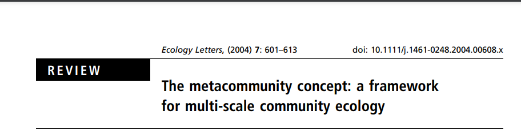 Ecology Letters, (2004) 7: 601–613 doi: 10.1111/j.1461-0248.2004.00608.x
REVIEW
The metacommunity concept: a framework
for multi-scale community ecology